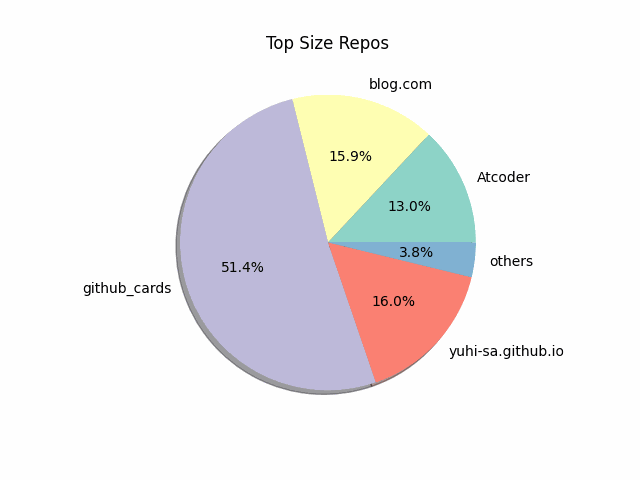 Top Size Repos
blog.com
15.9%
Atcoder
13.0%
51.4%
github_cards
3.8%
others
16.0%
yuhi-sa.github.io